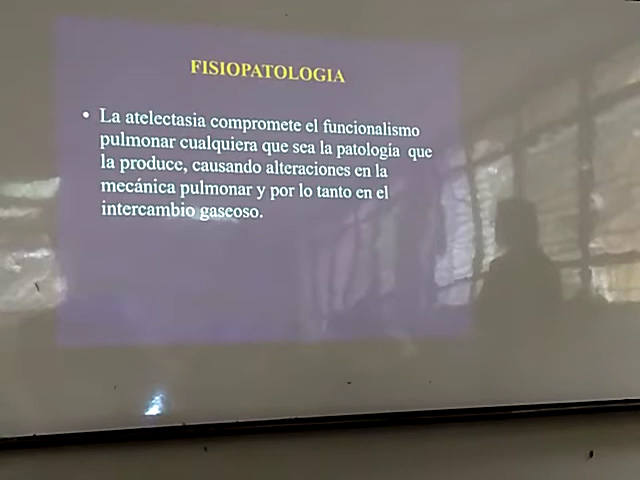 FISIOPATOLOGIA
• La atelectasia compromete el funcionalismo
pulmonar cualquiera que sea la patología que
la produce, causando alteraciones en la
mecánica pulmonar y por lo tanto en el
intercambio gaseoso.